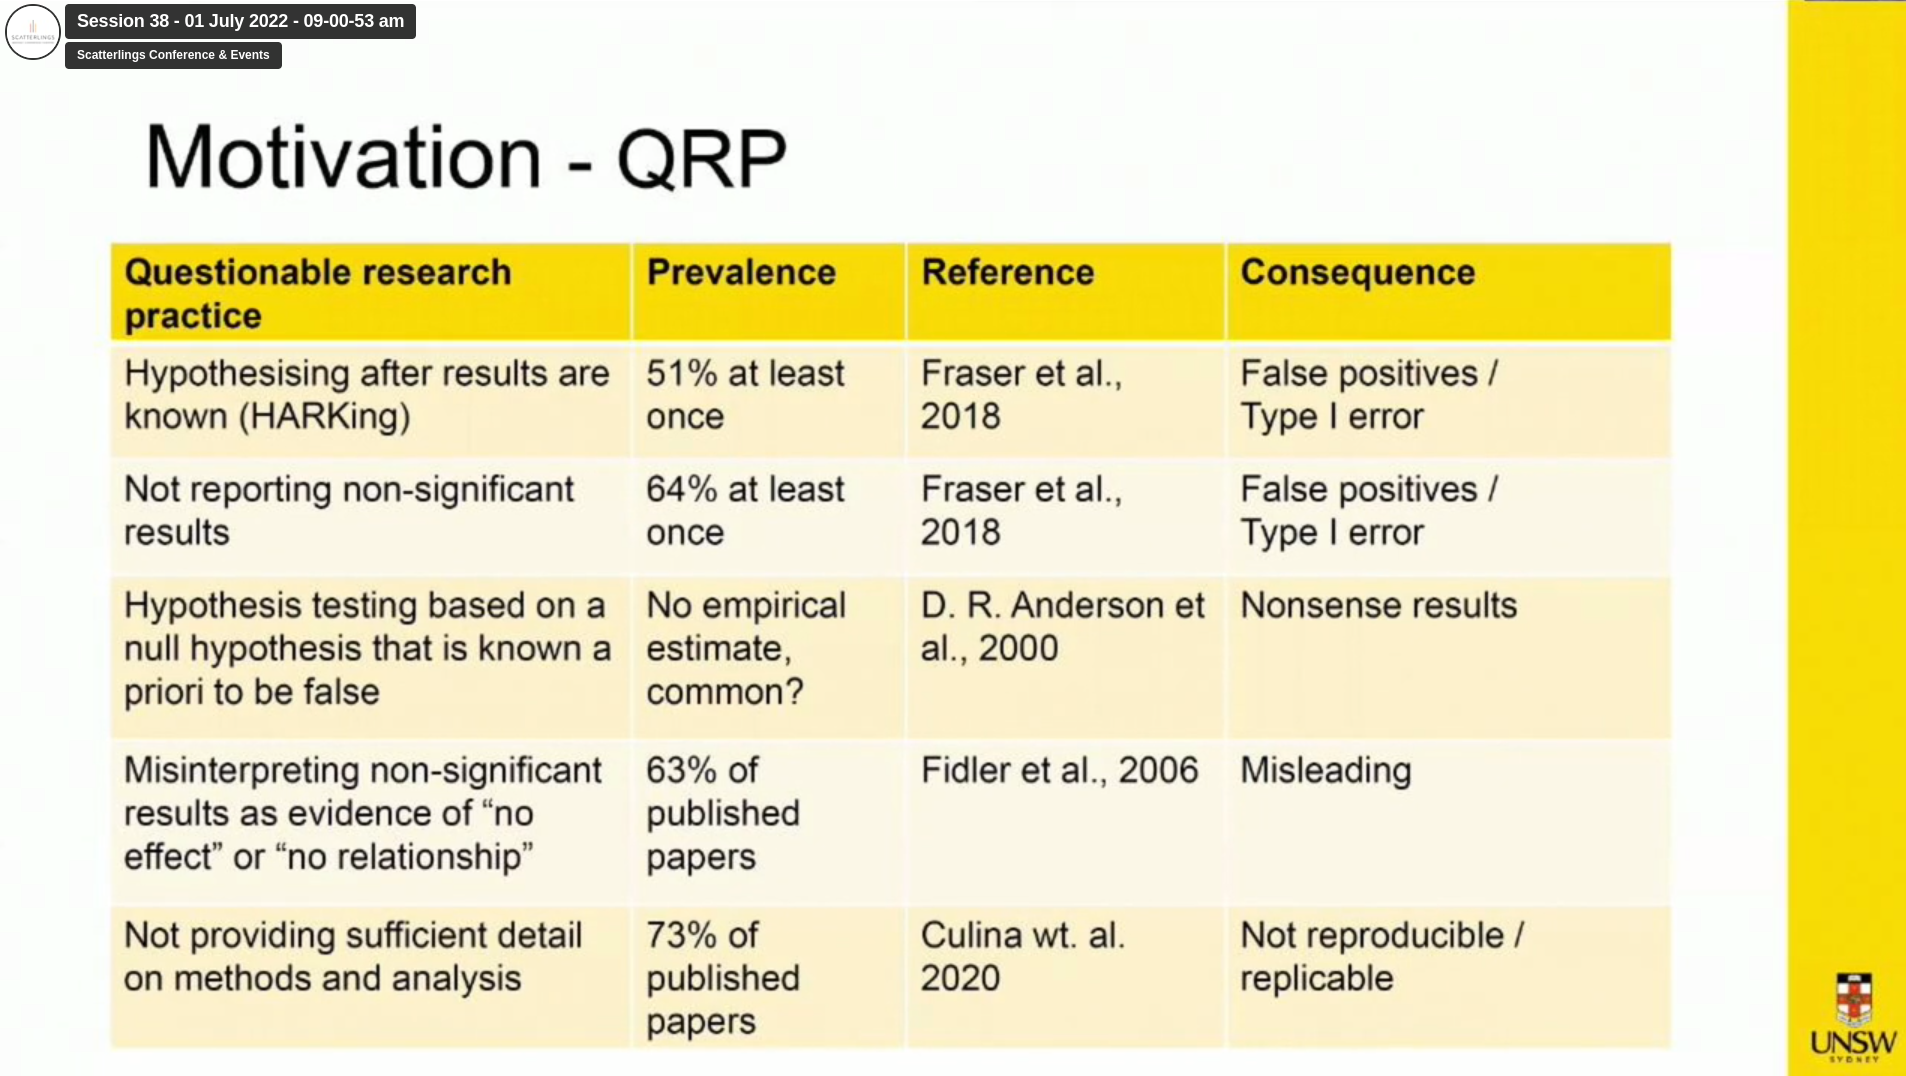 Session 38 - 01 July 2022 - 09-00-53 am
SCATTERLINGS
Scatterlings Conference & Events
Motivation - QRP
Questionable research
practice
Prevalence
Reference
Consequence
Hypothesising after results are
known (HARKing)
51% at least
once
Fraser et al.,
2018
False positives /
Type I error
Not reporting non-significant
results
64% at least
once
Fraser et al.,
2018
False positives /
Type I error
Hypothesis testing based on a
null hypothesis that is known a
priori to be false
No empirical
estimate,
common?
D. R. Anderson et
al., 2000
Nonsense results
Misinterpreting non-significant
results as evidence of “no
effect” or “no relationship”
63% of
published
papers
Fidler et al., 2006
Misleading
Not providing sufficient detail
on methods and analysis
73% of
published
papers
Culina wt. al.
2020
Not reproducible /
replicable
UNSW
SYDNEY